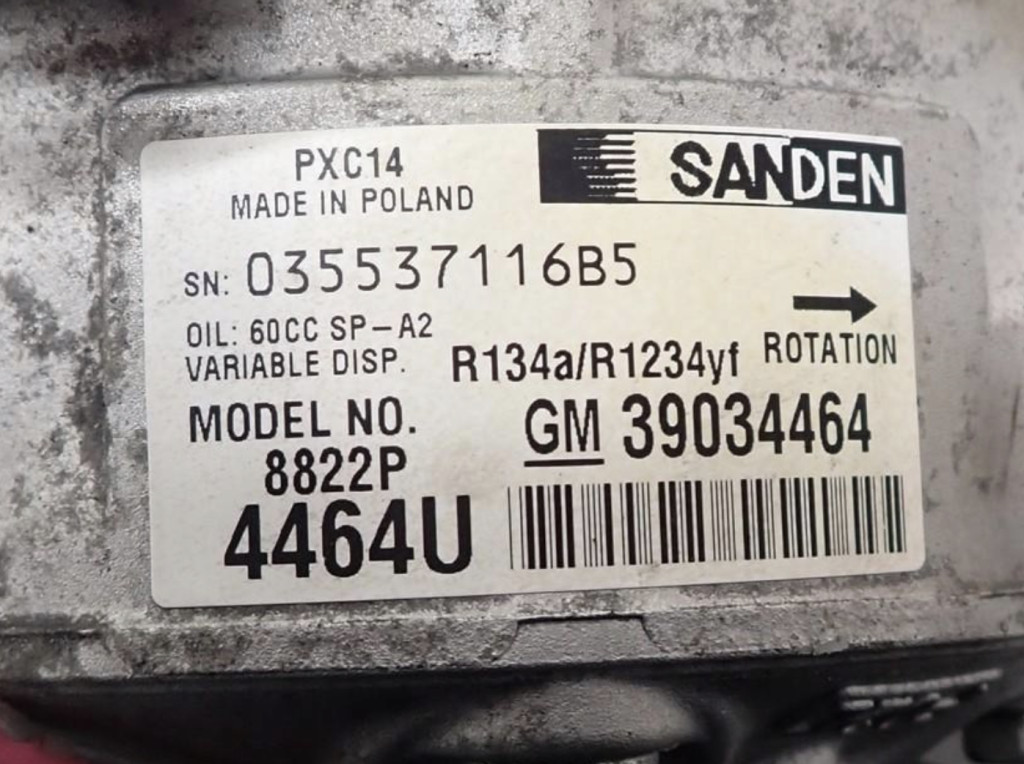 PXC14
SANDEN
MADE IN POLAND
SN: 035537116B5
OIL: 60CC SP-A2
VARIABLE DISP.
R134a/R1234yf
ROTATION
MODEL NO.
GM 39034464
8822P
4464U